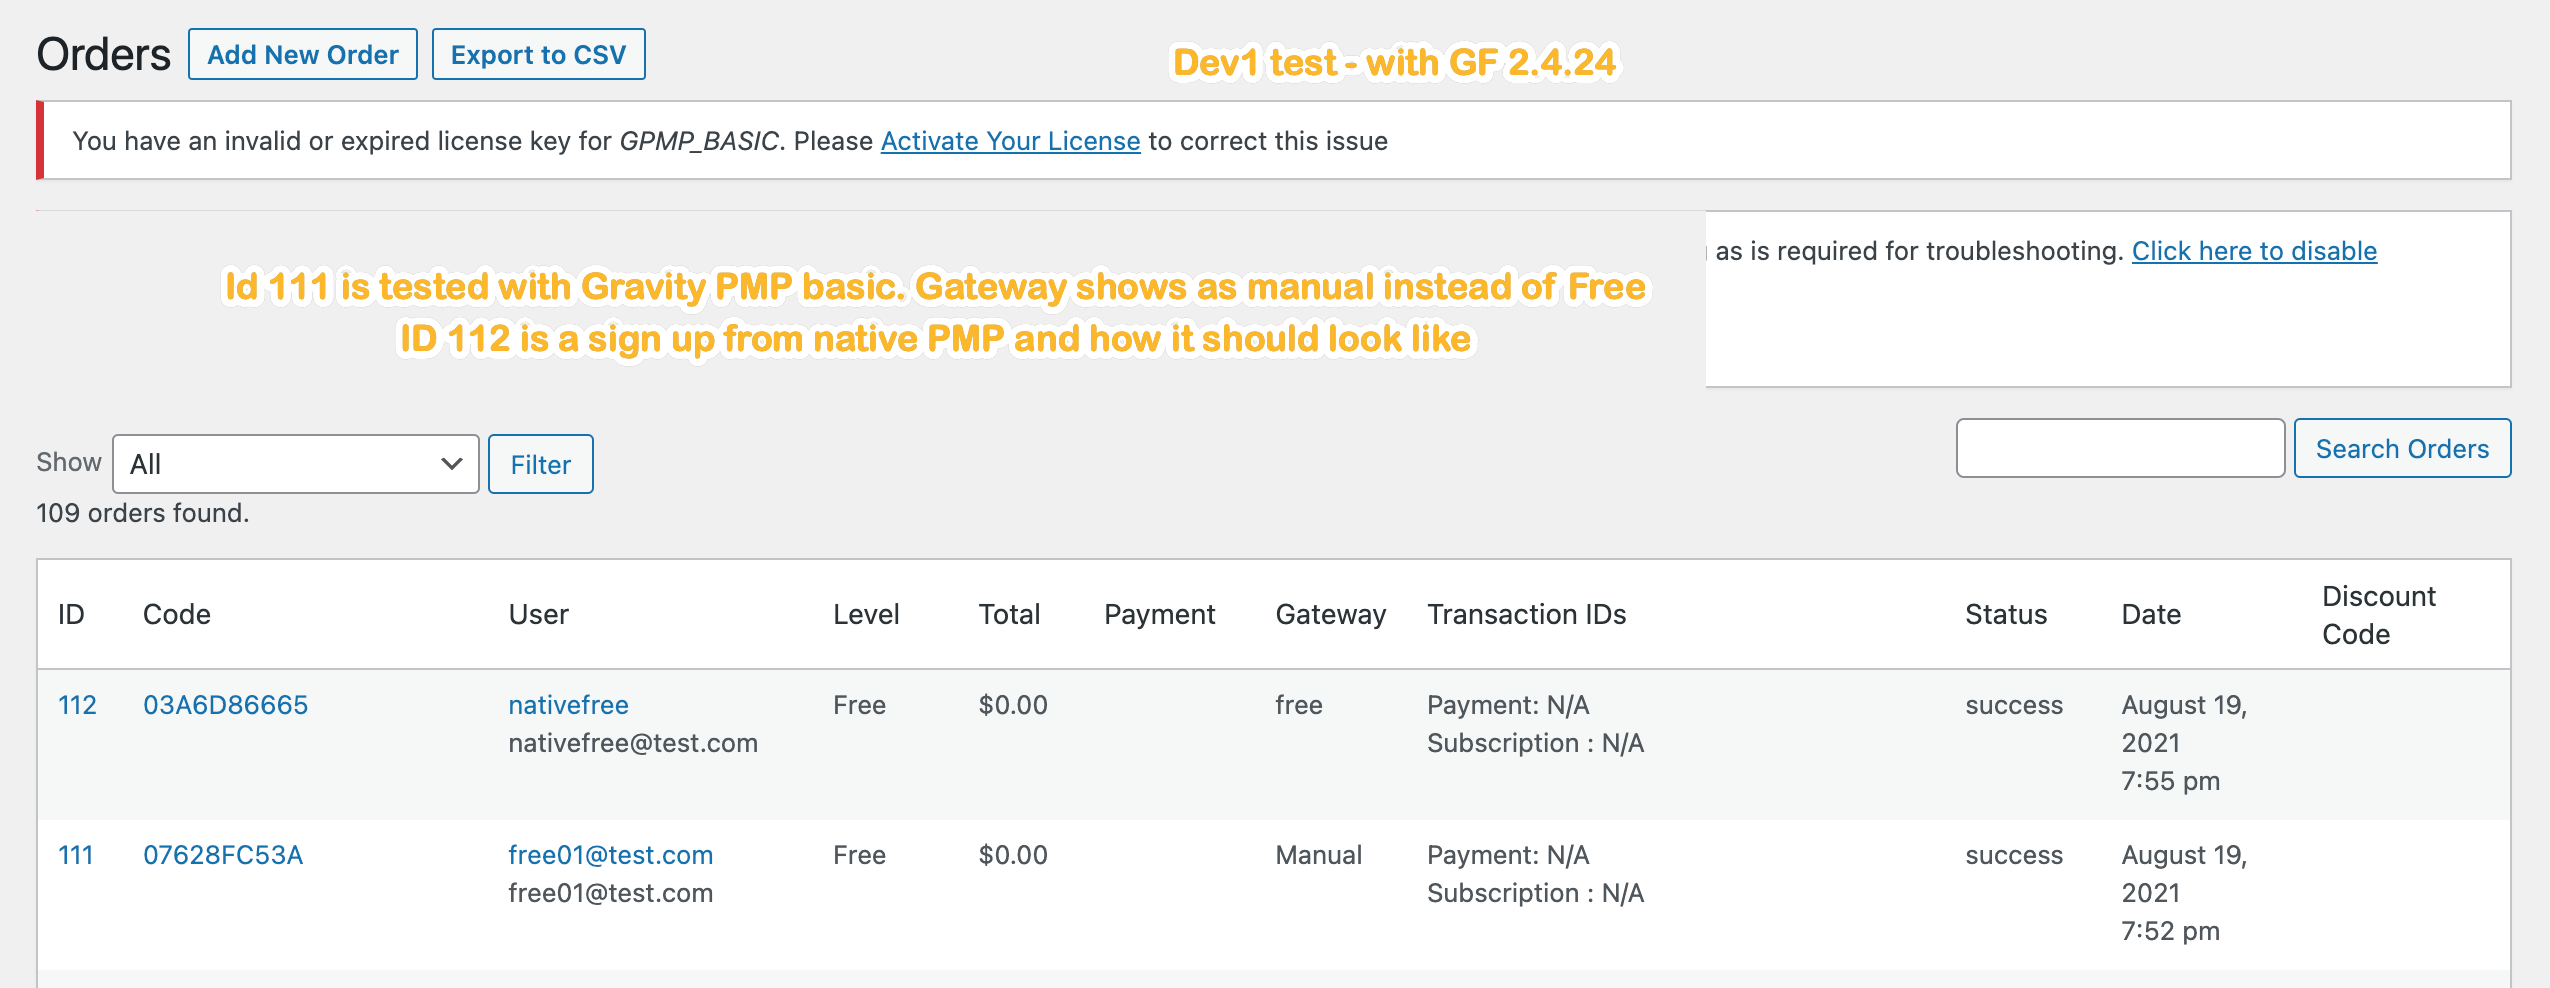 Orders
Add New Order
Export to CSV
Dev1 test - with GF 2.4.24
You have an invalid or expired license key for GPMP_BASIC. Please Activate Your License to correct this issue
as is required for troubleshooting. Click here to disable
Id 111 is tested with Gravity PMP basic. Gateway shows as manual instead of Free
ID 112 is a sign up from native PMP and how it should look like
Show
All
Filter
Search Orders
109 orders found.
ID Code User Level Total Payment Gateway Transaction IDs Status Date Discount
Code
112 03A6D86665 nativefree Free $0.00 free Payment: N/A success August 19,
nativefree@test.com Subscription : N/A 2021
7:55 pm
111 07628FC53A free01@test.com Free $0.00 Manual Payment: N/A success August 19,
free01@test.com Subscription : N/A 2021
7:52 pm